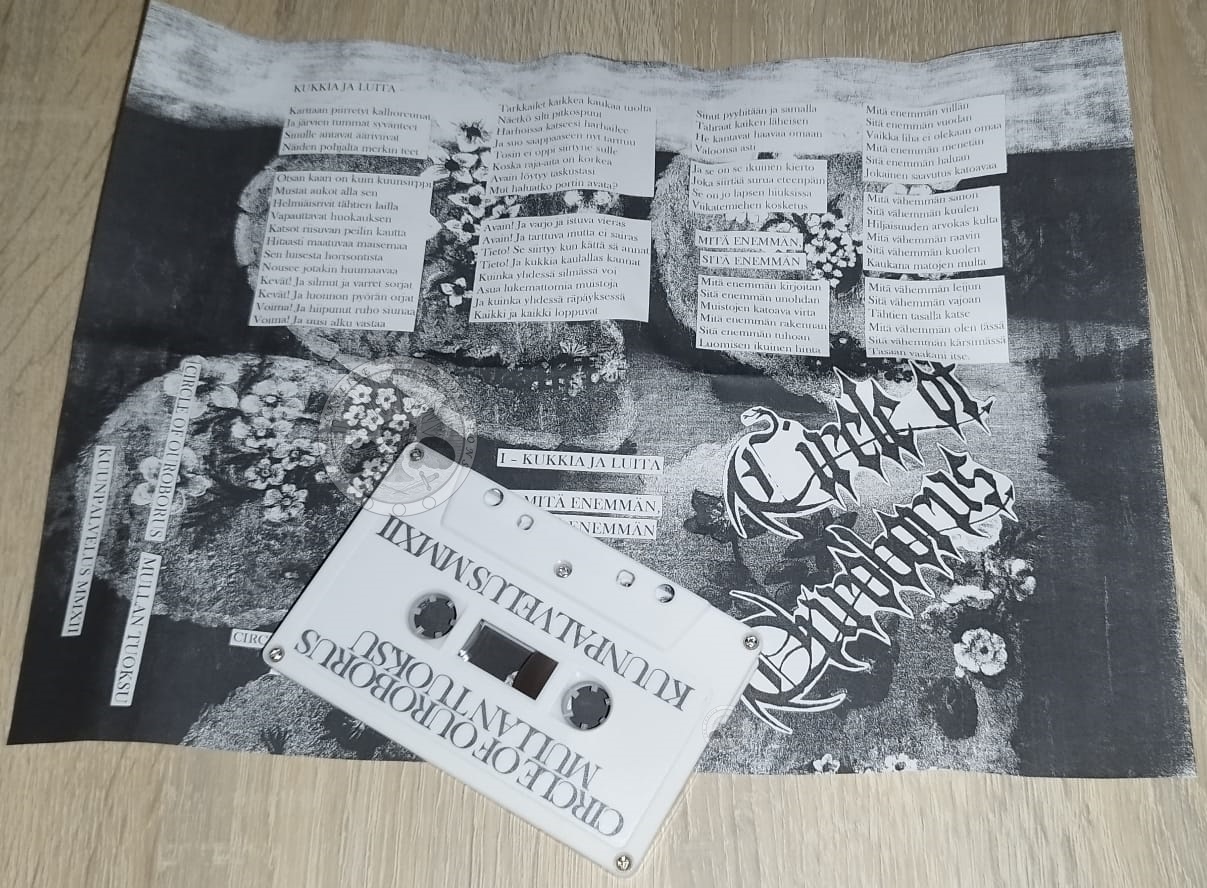 KUKKIA JA LUITA
Karttaan piirretyt kallioreunat
Ja järvien tummat syvänteet
Sinulle antavat ääriviivat
Näiden pohjalta merkin teet
Otsan kaari on kuin kuunsirppi
Mustat aukot alla sen
Helmiäisrivit tähtien lailla
Vapauttavat huokauksen
Katsot riisuvan peilin kautta
Hitaasti maatuvaa maisemaa
Sen luisesta horisontista
Nousee jotakin huumaavaa
Kevät! Ja silmut ja varret sorjat
Kevät! Ja luonnon pyörän orjat
Voima! Ja hiipunut ruho siunaa
Voima! Ja uusi alku vastaa
Tarkkailet kaikkea kaukaa tuolta
Näetkö silti pitkospuut
Harhoissa katseesi harhailee
Ja suo saappaaseen nyt tarttuu
Tosin ei oppi siirtyne sulle
Koska raja-aita on korkea
Avain löytyy taskustasi
Mut haluatko portin avata?
Avain! Ja varjo ja istuva vieras
Avain! Ja tarttuva mutta ei sairas
Tieto! Se siirtyy kun kättä sä annat
Tieto! Ja kukkia kaulallas kannat
Kuinka yhdessä silmässä voi
Asua lukemattomia muistoja
Ja kuinka yhdessä räpäyksessä
Kaikki ja kaikki loppuvat
Sinut pyyhitään ja samalla
Tahraat kaiken läheisen
He kantavat haavaa omaan
Valoonsa asti
Ja se on se ikuinen kierto
Joka siirtää surua eteenpäin
Se on jo lapsen hiuksissa
Viikatemiehen kosketus
MITÄ ENEMMÄN,
SITÄ ENEMMÄN
Mitä enemmän kirjoitan
Sitä enemmän unohdan
Muistojen katoava virta
Mitä enemmän rakennan
Sitä enemmän tuhoan
Luomisen ikuinen hinta
Mitä enemmän viillän
Sitä enemmän vuodan
Vaikka liha ei olekaan omaa
Mitä enemmän menetän
Sitä enemmän haluan
Jokainen saavutus katoavaa
Mitä vähemmän sanon
Sitä vähemmän kuulen
Hiljaisuuden arvokas kulta
Mitä vähemmän raavin
Sitä vähemmän kuolen
Kaukana matojen multa
Mitä vähemmän leijun
Sitä vähemmän vajoan
Tähtien tasalla katse
Mitä vähemmän olen tässä
Sitä vähemmän kärsimässä
Tasaan vaakani itse.
Circle of
Ouroborus
I - KUKKIA JA LUITA
MITÄ ENEMMÄN
ENEMMÄN
CIRCLE OF OUROBORUS MULLAN TUOKSU
KUUNPALVELUS MMXII
CIRC
CIRCLE OF OUROBORUS
MULLAN TUOKSU
KUUNPALVELUS MMXII